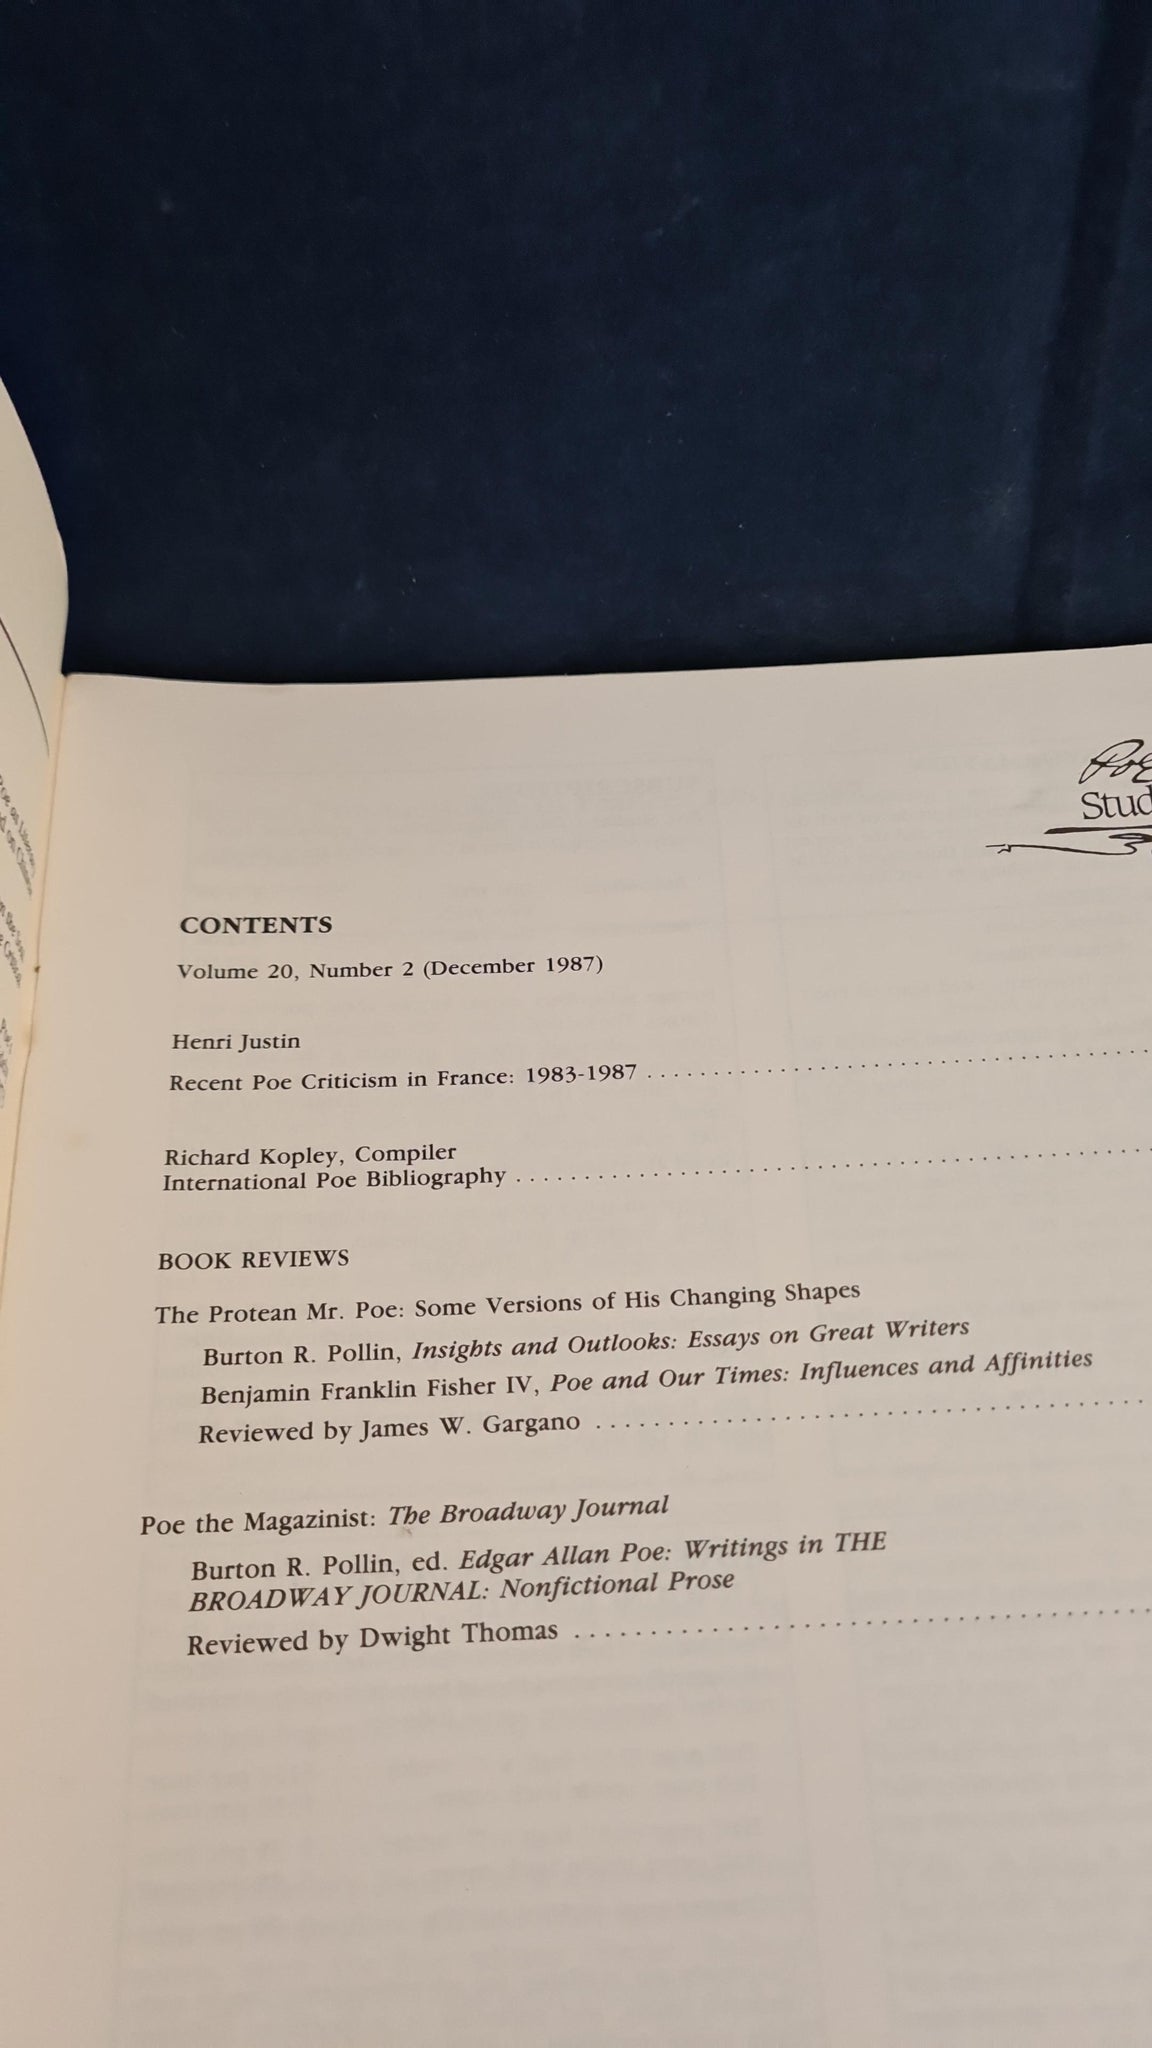 Poe
Stud
CONTENTS
Volume 20, Number 2 (December 1987)
Henri Justin
Recent Poe Criticism in France: 1983-1987
Richard Kopley, Compiler
International Poe Bibliography
BOOK REVIEWS
The Protean Mr. Poe: Some Versions of His Changing Shapes
Burton R. Pollin, Insights and Outlooks: Essays on Great Writers
Benjamin Franklin Fisher IV, Poe and Our Times: Influences and Affinities
Reviewed by James W. Gargano
Poe the Magazinist: The Broadway Journal
Burton R. Pollin, ed. Edgar Allan Poe: Writings in THE
BROADWAY JOURNAL: Nonfictional Prose
Reviewed by Dwight Thomas